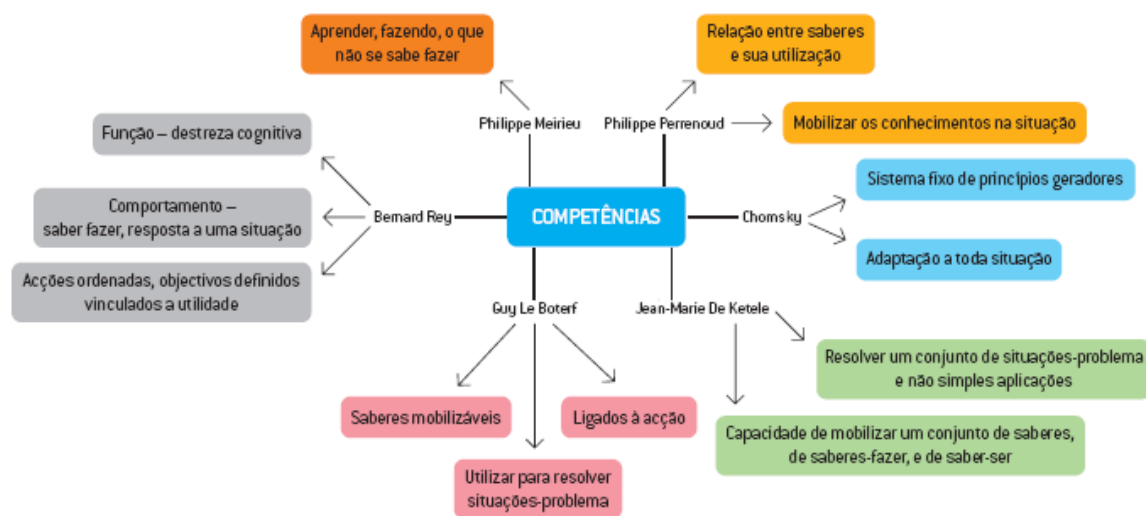 Aprender, fazendo, o que
não se sabe fazer
Relação entre saberes
e sua utilização
Philippe Meirieu
Philippe Perrenoud
Mobilizar os conhecimentos na situação
Função – destreza cognitiva
Sistema fixo de princípios geradores
Comportamento –
saber fazer, resposta a uma situação
Bernard Rey
COMPETÊNCIAS
Chomsky
Adaptação a toda situação
Acções ordenadas, objectivos definidos
vinculados a utilidade
Guy Le Boterf
Jean-Marie De Ketele
Resolver um conjunto de situações-problema
e não simples aplicações
Saberes mobilizáveis
Ligados à acção
Capacidade de mobilizar um conjunto de saberes,
de saberes-fazer, e de saber-ser
Utilizar para resolver
situações-problema